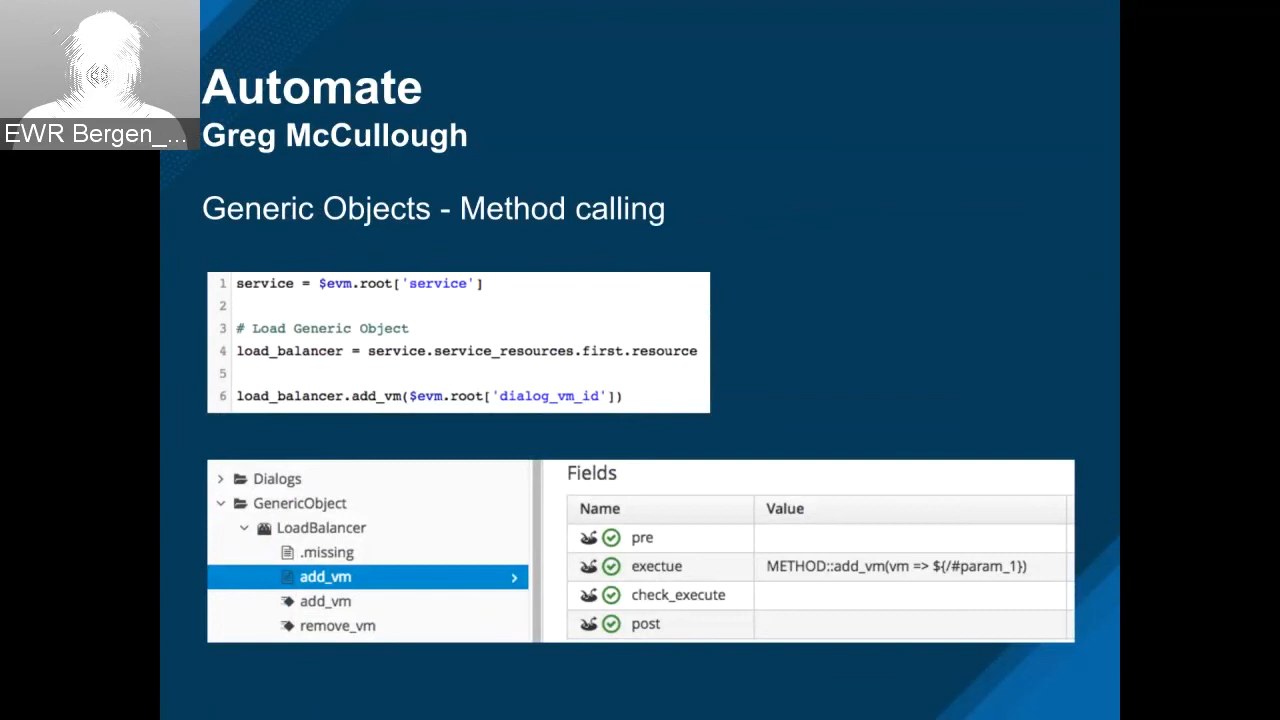 Automate
EWR Bergen_...
Greg McCullough
Generic Objects - Method calling
1 service = $evm.root['service']
2
3 # Load Generic Object
4 load_balancer = service.service_resources.first.resource
5
6 load_balancer.add_vm($evm.root['dialog_vm_id'])
Dialogs
GenericObject
LoadBalancer
.missing
add_vm
add_vm
remove_vm
Fields
Name Value
pre
exectue METHOD::add_vm(vm => ${/#param_1})
check_execute
post